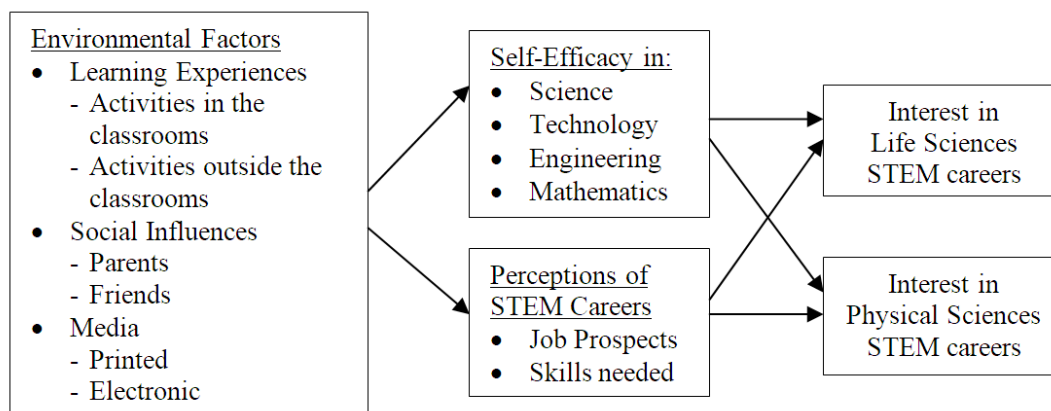 Environmental Factors
• Learning Experiences
- Activities in the
classrooms
- Activities outside the
classrooms
• Social Influences
- Parents
- Friends
• Media
- Printed
- Electronic
Self-Efficacy in:
• Science
• Technology
• Engineering
• Mathematics
Perceptions of
STEM Careers
• Job Prospects
• Skills needed
Interest in
Life Sciences
STEM careers
Interest in
Physical Sciences
STEM careers